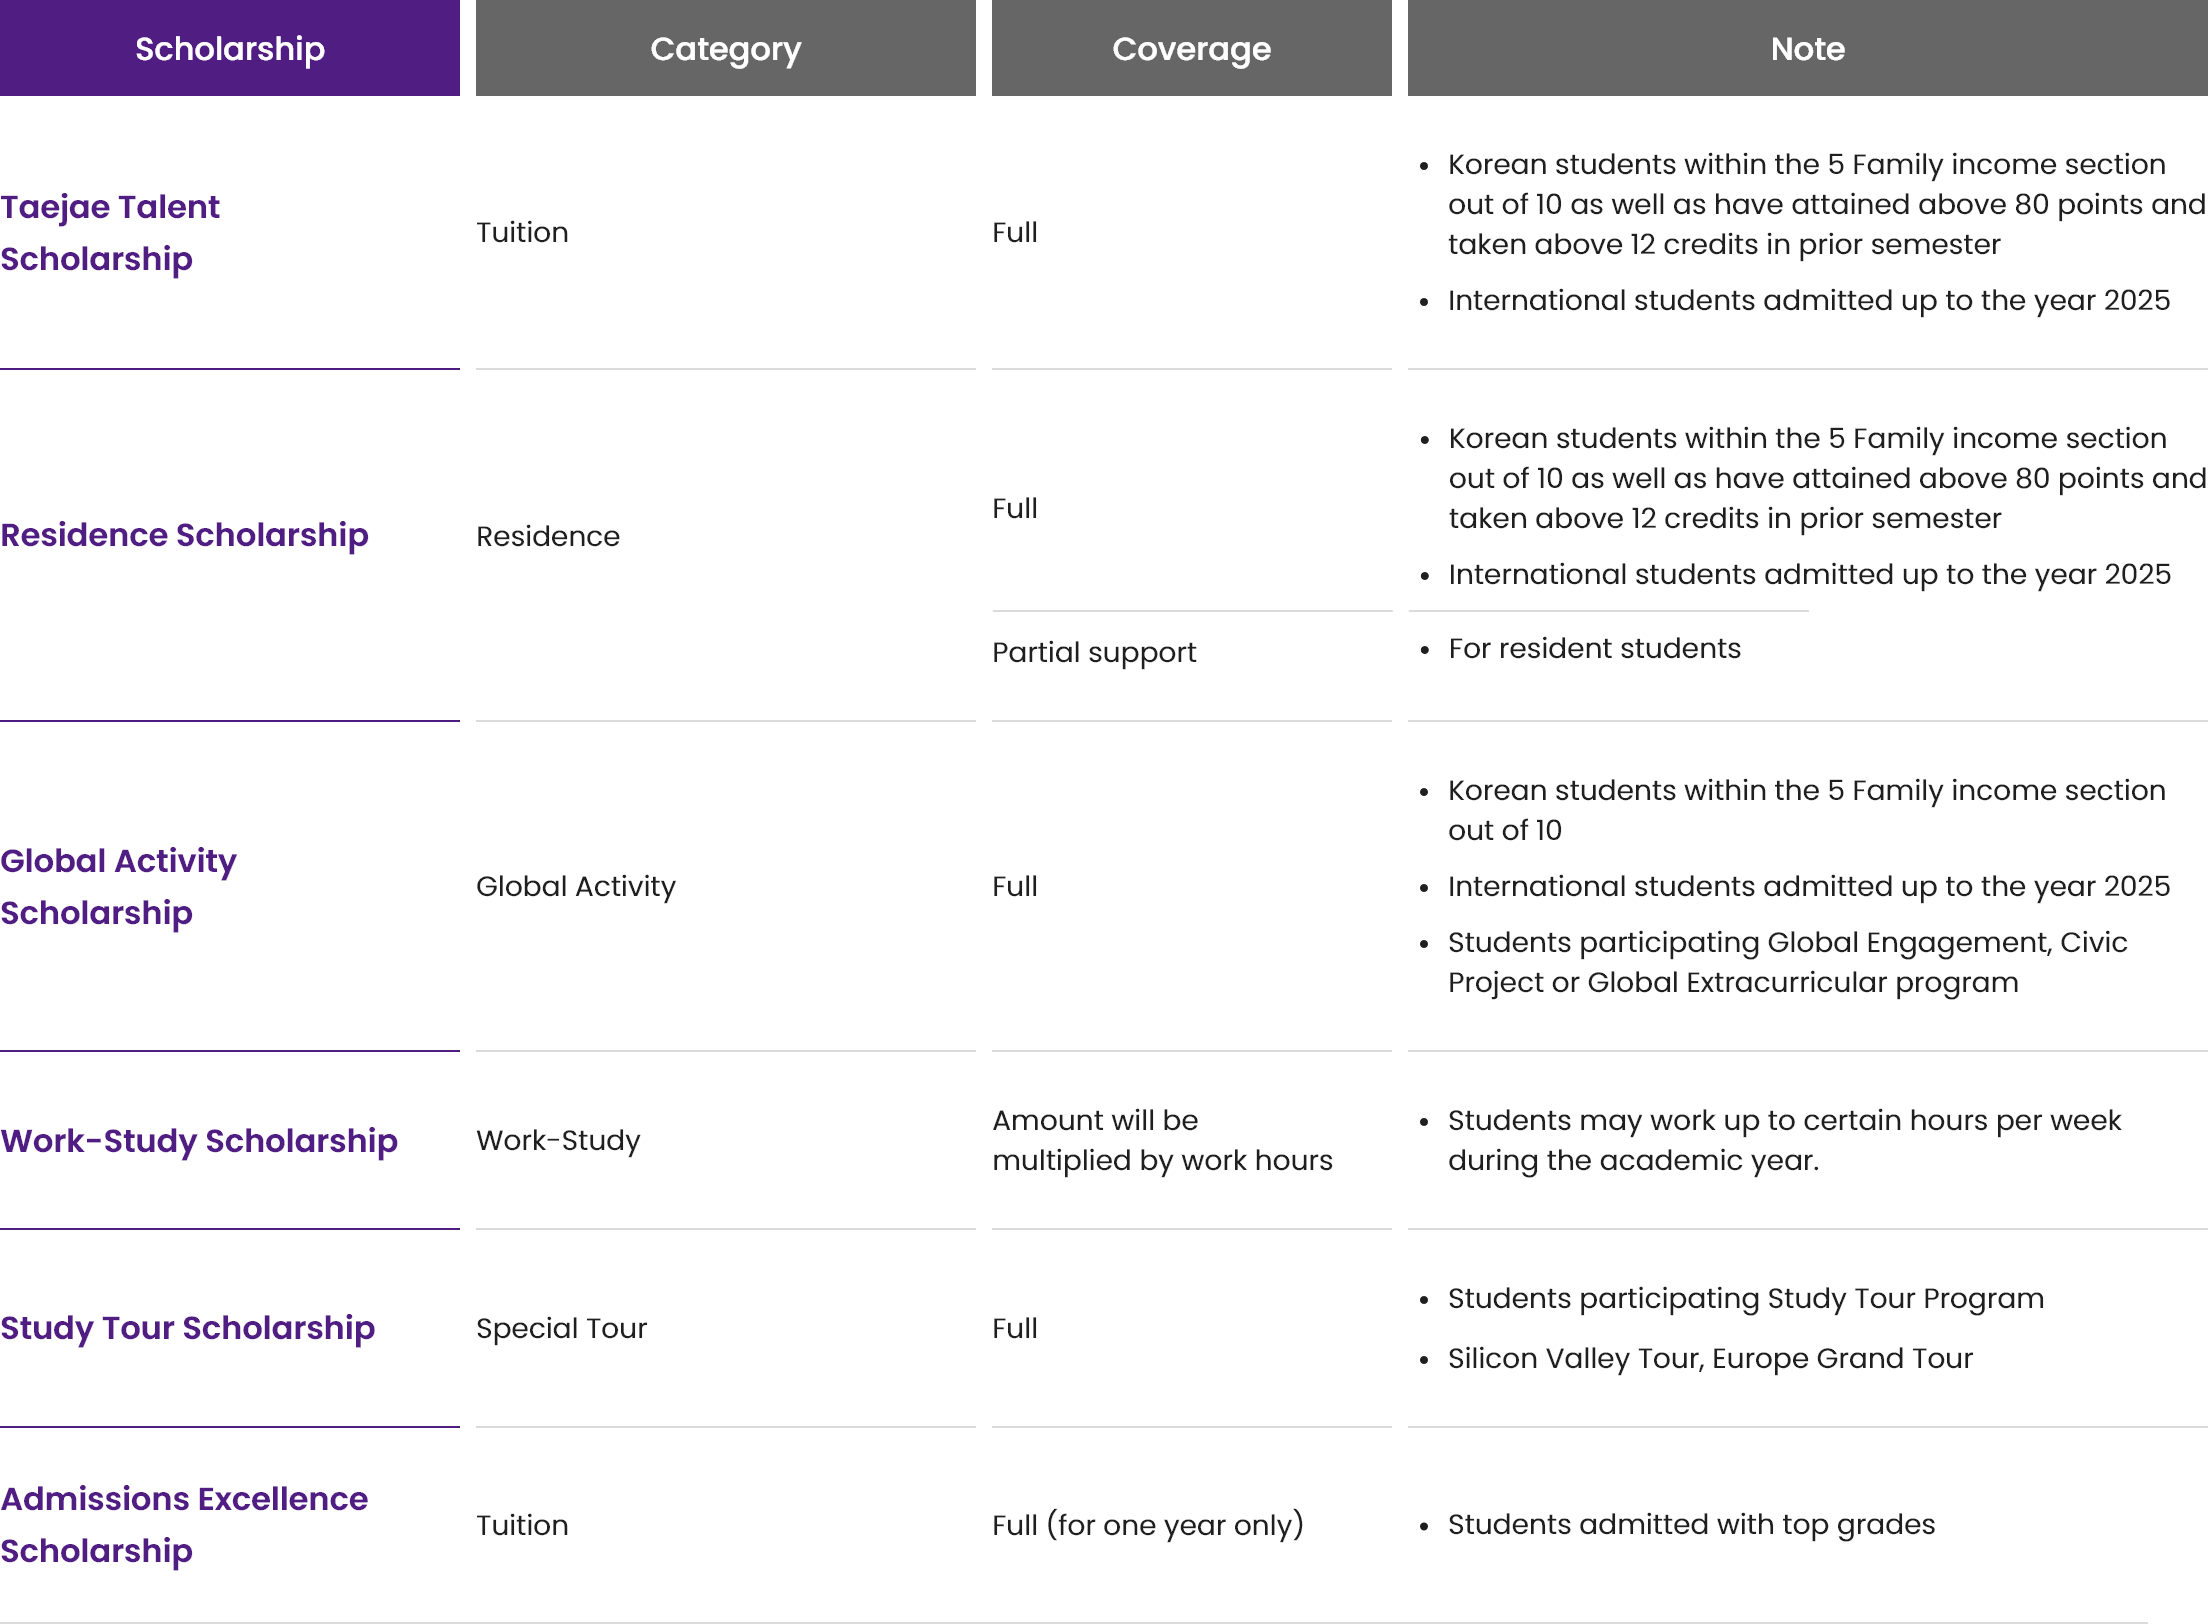 Scholarship
Category
Coverage
Note
Taejae Talent
Scholarship
Tuition
Full
• Korean students within the 5 Family income section
out of 10 as well as have attained above 80 points and
taken above 12 credits in prior semester
• International students admitted up to the year 2025
Residence Scholarship
Residence
Full
• Korean students within the 5 Family income section
out of 10 as well as have attained above 80 points and
taken above 12 credits in prior semester
• International students admitted up to the year 2025
Partial support
• For resident students
Global Activity
Scholarship
Global Activity
Full
• Korean students within the 5 Family income section
out of 10
• International students admitted up to the year 2025
• Students participating Global Engagement, Civic
Project or Global Extracurricular program
Work-Study Scholarship
Work-Study
Amount will be
multiplied by work hours
• Students may work up to certain hours per week
during the academic year.
Study Tour Scholarship
Special Tour
Full
• Students participating Study Tour Program
• Silicon Valley Tour, Europe Grand Tour
Admissions Excellence
Scholarship
Tuition
Full (for one year only)
• Students admitted with top grades